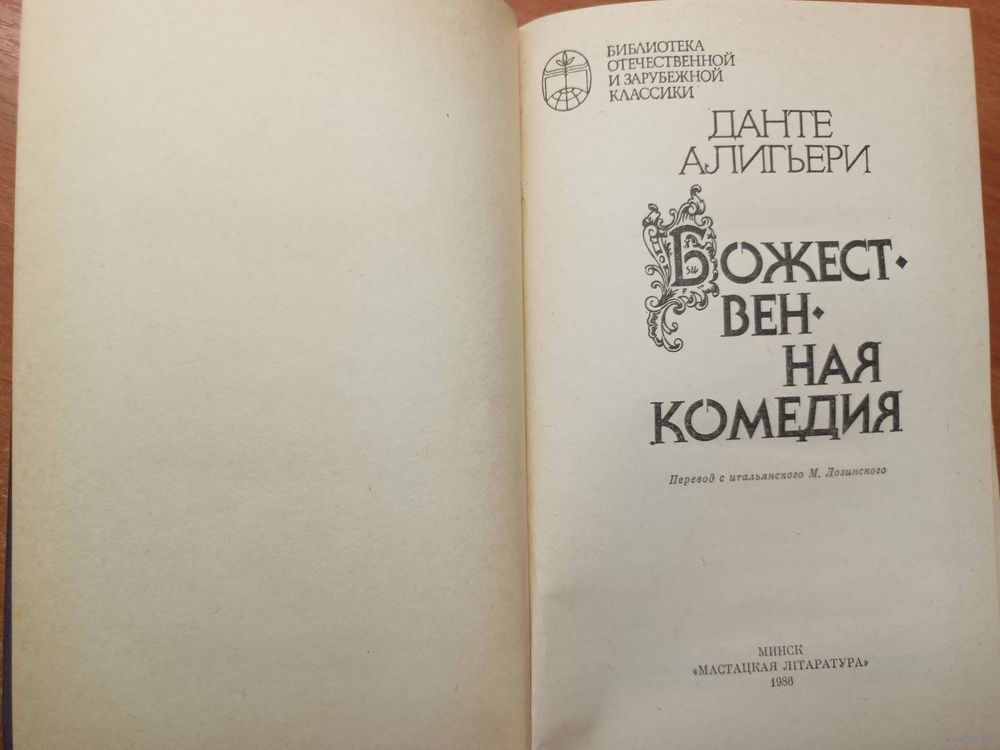 БИБЛИОТЕКА
ОТЕЧЕСТВЕННОЙ
И ЗАРУБЕЖНОЙ
КЛАССИКИ
ДАНТЕ
АЛИГЬЕРИ
БОЖЕСТ·
ВЕН·
НАЯ
КОМЕДИЯ
Перевод с итальянского М. Лозинского
МИНСК
«МАСТАЦКАЯ ЛІТАРАТУРА»
1986